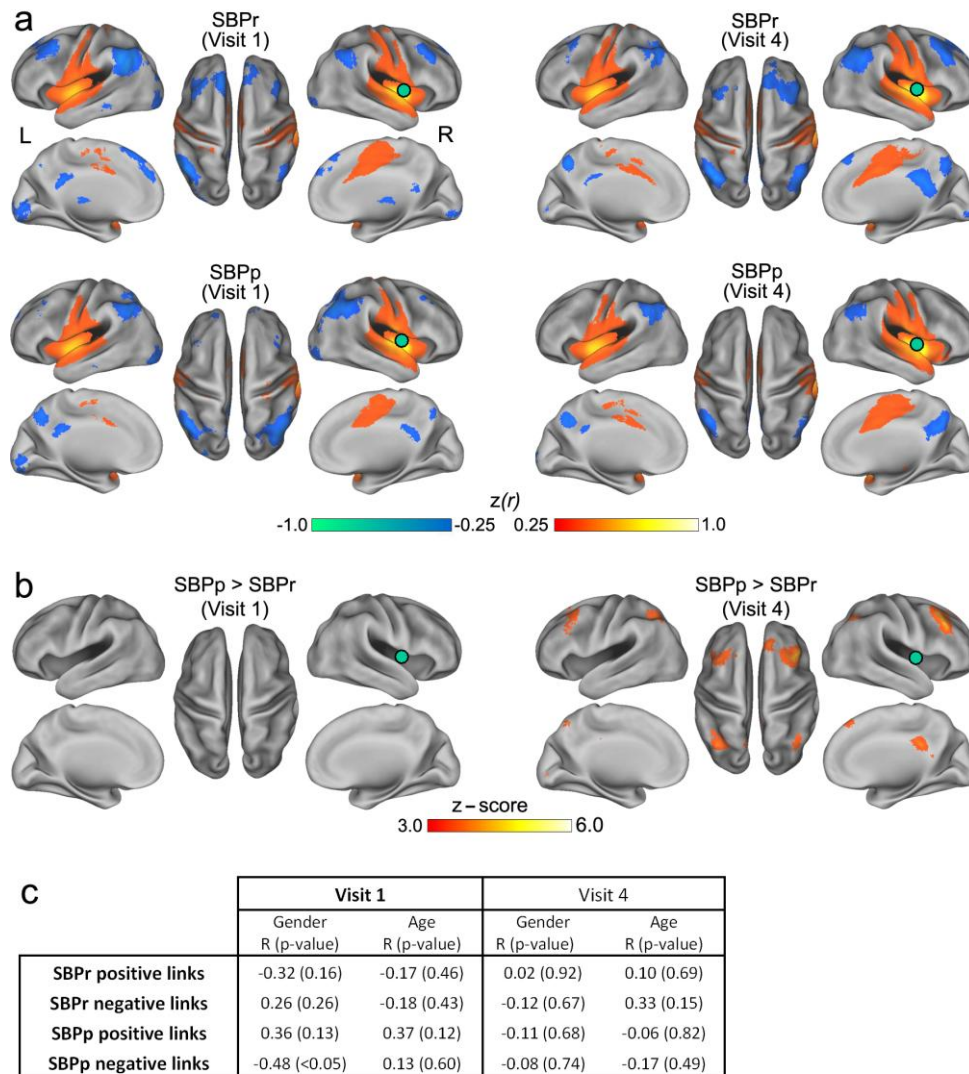 a
SBPr
(Visit 1)
SBPr
(Visit 4)
L
R
SBPp
(Visit 1)
SBPp
(Visit 4)
z(r)
-1.0 -0.25 0.25 1.0
b
SBPp > SBPr
(Visit 1)
SBPp > SBPr
(Visit 4)
z – score
3.0 6.0
c
Visit 1 Visit 4
Gender Age Gender Age
R (p-value) R (p-value) R (p-value) R (p-value)
SBPr positive links -0.32 (0.16) -0.17 (0.46) 0.02 (0.92) 0.10 (0.69)
SBPr negative links 0.26 (0.26) -0.18 (0.43) -0.12 (0.67) 0.33 (0.15)
SBPp positive links 0.36 (0.13) 0.37 (0.12) -0.11 (0.68) -0.06 (0.82)
SBPp negative links -0.48 (<0.05) 0.13 (0.60) -0.08 (0.74) -0.17 (0.49)